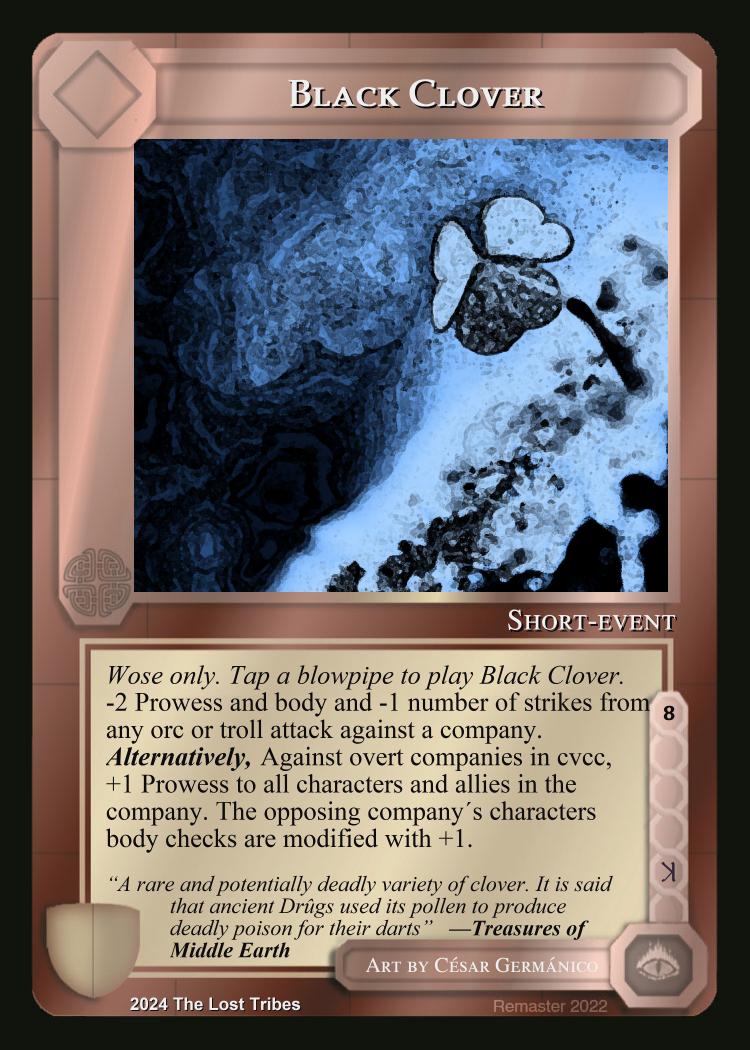 Black Clover
Short-event
Wose only. Tap a blowpipe to play Black Clover.
-2 Prowess and body and -1 number of strikes from
any orc or troll attack against a company.
8
Alternatively, Against overt companies in cvcc,
+1 Prowess to all characters and allies in the
company. The opposing company´s characters
body checks are modified with +1.
“A rare and potentially deadly variety of clover. It is said
that ancient Drûgs used its pollen to produce
deadly poison for their darts” —Treasures of
Middle Earth
Art by César Germánico
2024 The Lost Tribes
Remaster 2022